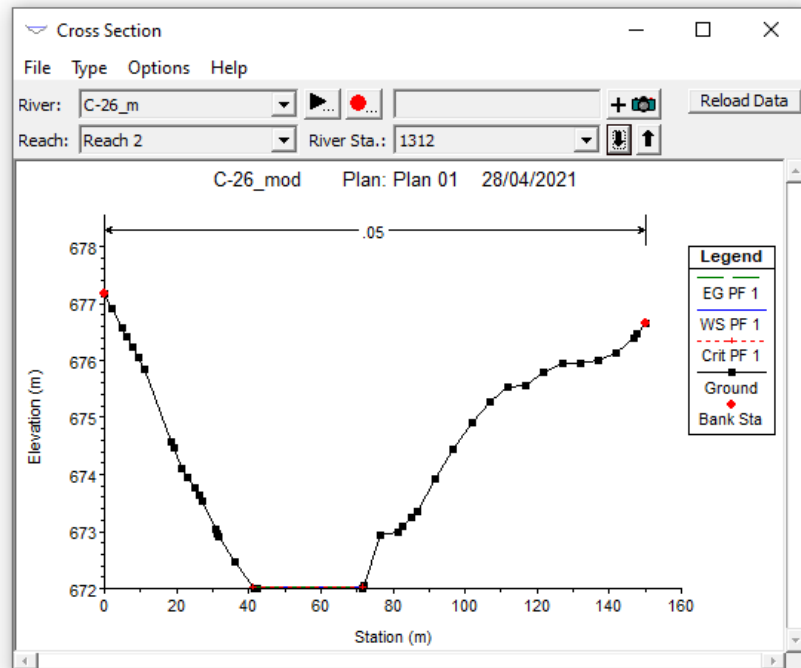 Cross Section
File Type Options Help
River: C-26_m Reload Data
Reach: Reach 2 River Sta.: 1312
C-26_mod Plan: Plan 01 28/04/2021
.05
678
677
676
675
674
673
672
Elevation (m)
0 20 40 60 80 100 120 140 160
Station (m)
Legend
EG PF 1
WS PF 1
Crit PF 1
Ground
Bank Sta